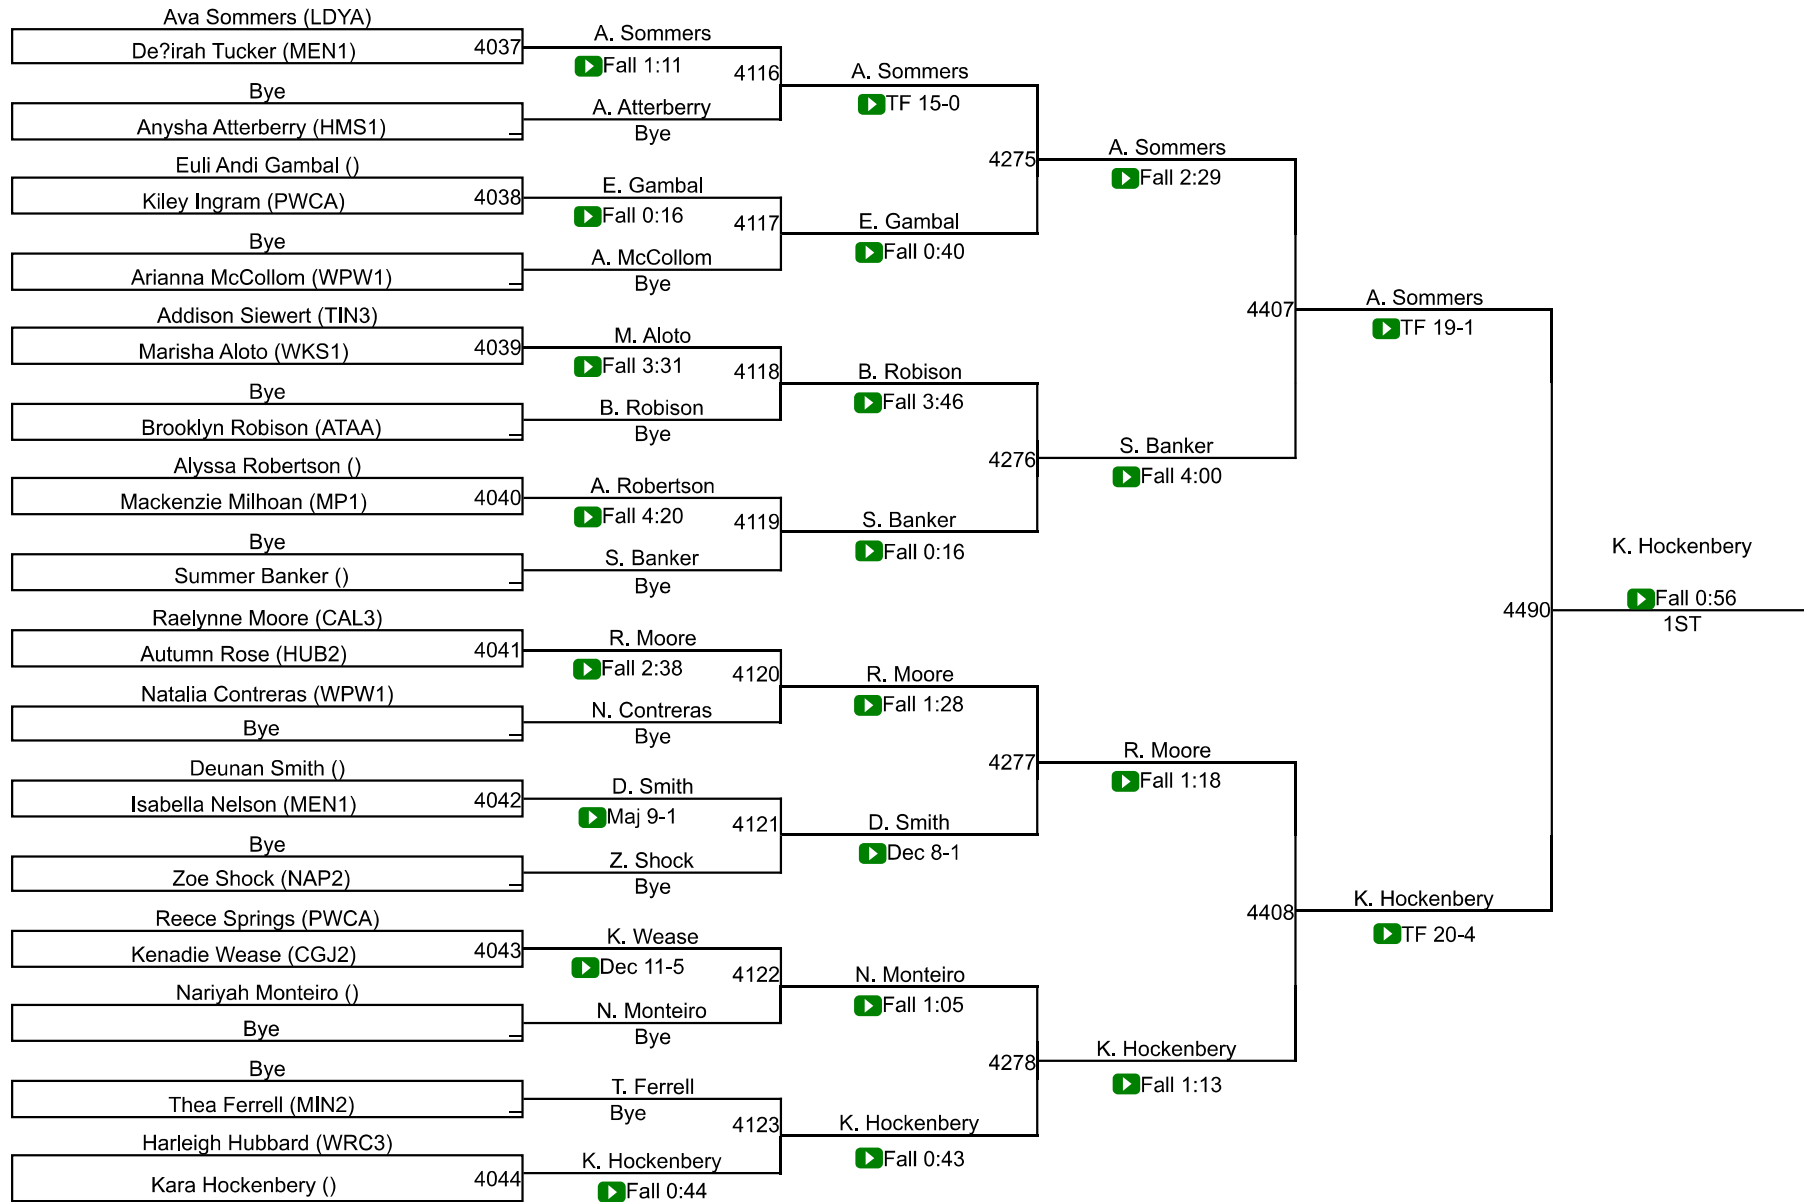 Ava Sommers (LDYA)
De?irah Tucker (MEN1) 4037
Bye
Anysha Atterberry (HMS1)
Euli Andi Gambal ()
Kiley Ingram (PWCA) 4038
Bye
Arianna McCollom (WPW1)
Addison Siewert (TIN3)
Marisha Aloto (WKS1) 4039
Bye
Brooklyn Robison (ATAA)
Alyssa Robertson ()
Mackenzie Milhoan (MP1) 4040
Bye
Summer Banker ()
Raelynne Moore (CAL3)
Autumn Rose (HUB2) 4041
Natalia Contreras (WPW1)
Bye
Deunan Smith ()
Isabella Nelson (MEN1) 4042
Bye
Zoe Shock (NAP2)
Reece Springs (PWCA)
Kenadie Wease (CGJ2) 4043
Nariyah Monteiro ()
Bye
Bye
Thea Ferrell (MIN2)
Harleigh Hubbard (WRC3)
Kara Hockenbery () 4044
A. Sommers
Fall 1:11
4116
A. Atterberry
Bye
E. Gambal
Fall 0:16
4117
A. McCollom
Bye
M. Aloto
Fall 3:31
4118
B. Robison
Bye
A. Robertson
Fall 4:20
4119
S. Banker
Bye
R. Moore
Fall 2:38
4120
N. Contreras
Bye
D. Smith
Maj 9-1
4121
Z. Shock
Bye
K. Wease
Dec 11-5
4122
N. Monteiro
Bye
T. Ferrell
Bye
4123
K. Hockenbery
Fall 0:44
A. Sommers
TF 15-0
4275
E. Gambal
Fall 0:40
B. Robison
Fall 3:46
4276
S. Banker
Fall 0:16
R. Moore
Fall 1:28
4277
D. Smith
Dec 8-1
N. Monteiro
Fall 1:05
4278
K. Hockenbery
Fall 0:43
A. Sommers
Fall 2:29
4407
S. Banker
Fall 4:00
R. Moore
Fall 1:18
4408
K. Hockenbery
Fall 1:13
A. Sommers
TF 19-1
4490
K. Hockenbery
TF 20-4
K. Hockenbery
Fall 0:56
1ST